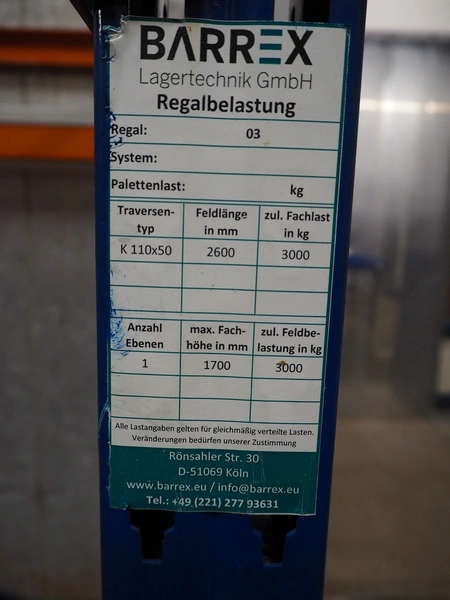 BARREX
Lagertechnik GmbH
Regalbelastung
Regal: 03
System:
Palettenlast: kg
Traversen-typ Feldlänge in mm zul. Fachlast in kg
K 110x50 2600 3000
Anzahl Ebenen max. Fach-höhe in mm zul. Feldbe-lastung in kg
1 1700 3000
Alle Lastangaben gelten für gleichmäßig verteilte Lasten.
Veränderungen bedürfen unserer Zustimmung
Rönsahler Str. 30
D-51069 Köln
www.barrex.eu / info@barrex.eu
Tel.: +49 (221) 277 93631